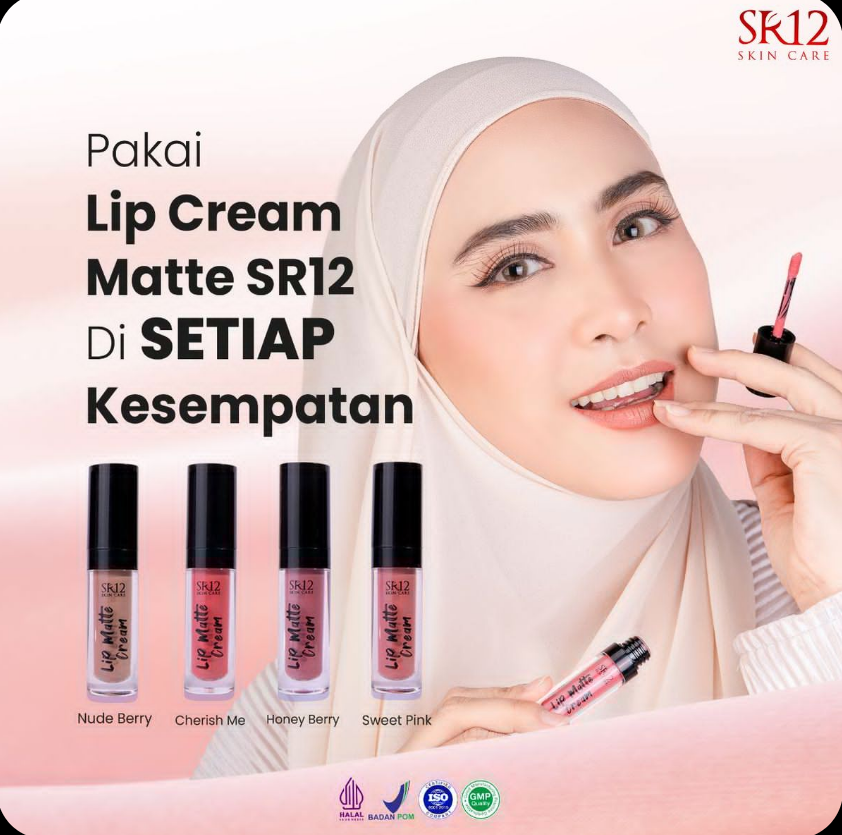 SR12
SKIN CARE
Pakai
Lip Cream
Matte SR12
Di SETIAP
Kesempatan
SR12
SKIN CARE
Lip Matte
Cream
SR12
SKIN CARE
Lip Matte
Cream
SR12
SKIN CARE
Lip Matte
Cream
SR12
SKIN CARE
Lip Matte
Cream
Lip Matte
Cream
Nude Berry
Cherish Me
Honey Berry
Sweet Pink
HALAL
INDONESIA
BADAN POM
ISO
GMP
Quality